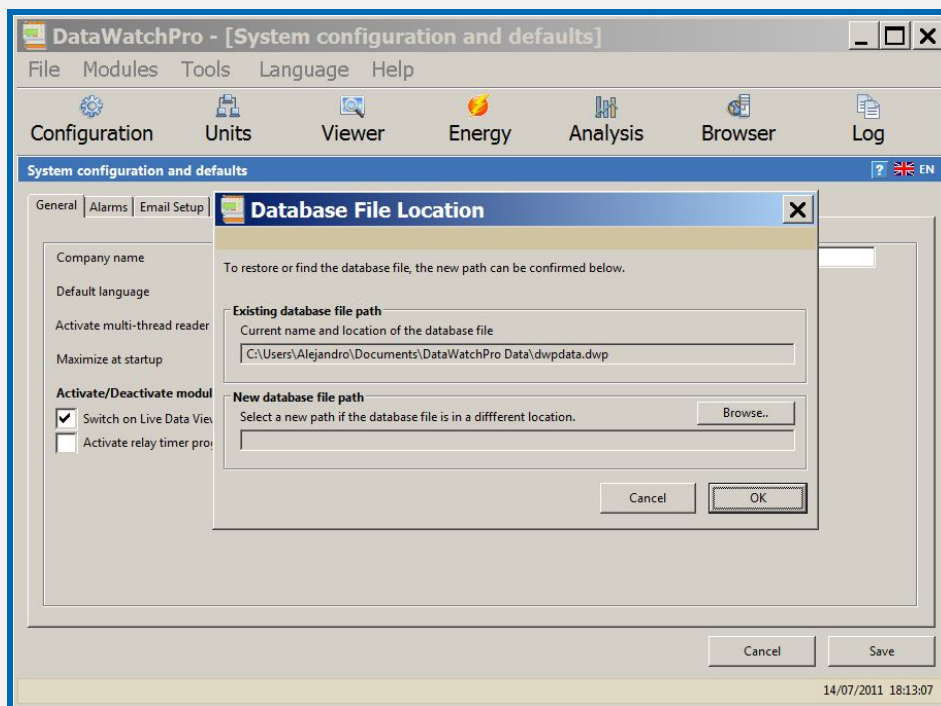 DataWatchPro - [System configuration and defaults]
File Modules Tools Language Help
Configuration Units Viewer Energy Analysis Browser Log
System configuration and defaults ? EN
General Alarms Email Setup
Database File Location
Company name
Default language
Activate multi-thread reader
Maximize at startup
Activate/Deactivate modul
Switch on Live Data Vie
Activate relay timer pro
To restore or find the database file, the new path can be confirmed below.
Existing database file path
Current name and location of the database file
C:\Users\Alejandro\Documents\DataWatchPro Data\dwpdata.dwp
New database file path
Select a new path if the database file is in a diffferent location.
Browse..
Cancel OK
Cancel Save
14/07/2011 18:13:07